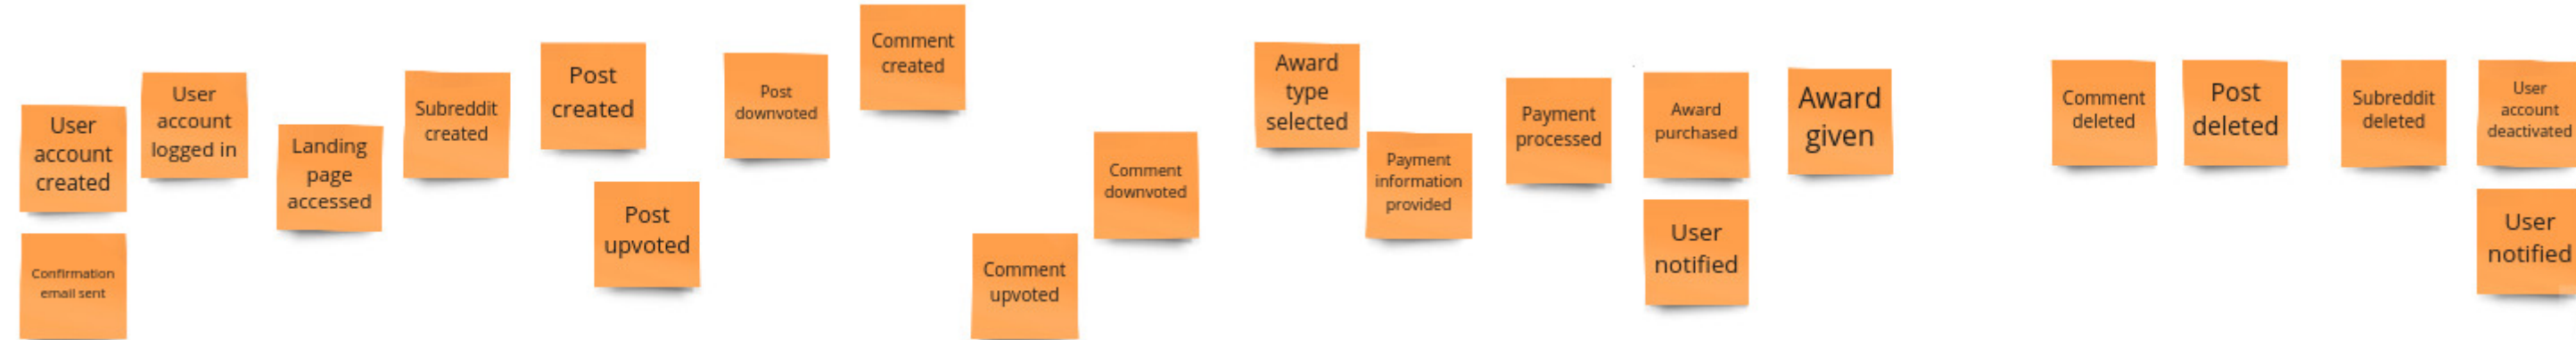 User
account
created
Confirmation
email sent
User
account
logged in
Landing
page
accessed
Subreddit
created
Post
created
Post
upvoted
Post
downvoted
Comment
created
Comment
upvoted
Comment
downvoted
Award
type
selected
Payment
information
provided
Payment
processed
Award
purchased
User
notified
Award
given
Comment
deleted
Post
deleted
Subreddit
deleted
User
account
deactivated
User
notified